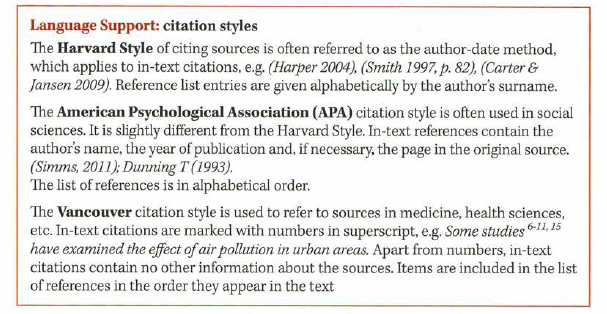 Language Support: citation styles
The Harvard Style of citing sources is often referred to as the author-date method,
which applies to in-text citations, e.g. (Harper 2004), (Smith 1997, p. 82), (Carter &
Jansen 2009). Reference list entries are given alphabetically by the author's surname.
The American Psychological Association (APA) citation style is often used in social
sciences. It is slightly different from the Harvard Style. In-text references contain the
author's name, the year of publication and, if necessary, the page in the original source.
(Simms, 2011); Dunning T (1993).
The list of references is in alphabetical order.
The Vancouver citation style is used to refer to sources in medicine, health sciences,
etc. In-text citations are marked with numbers in superscript, e.g. Some studies 6-11, 15
have examined the effect of air pollution in urban areas. Apart from numbers, in-text
citations contain no other information about the sources. Items are included in the list
of references in the order they appear in the text